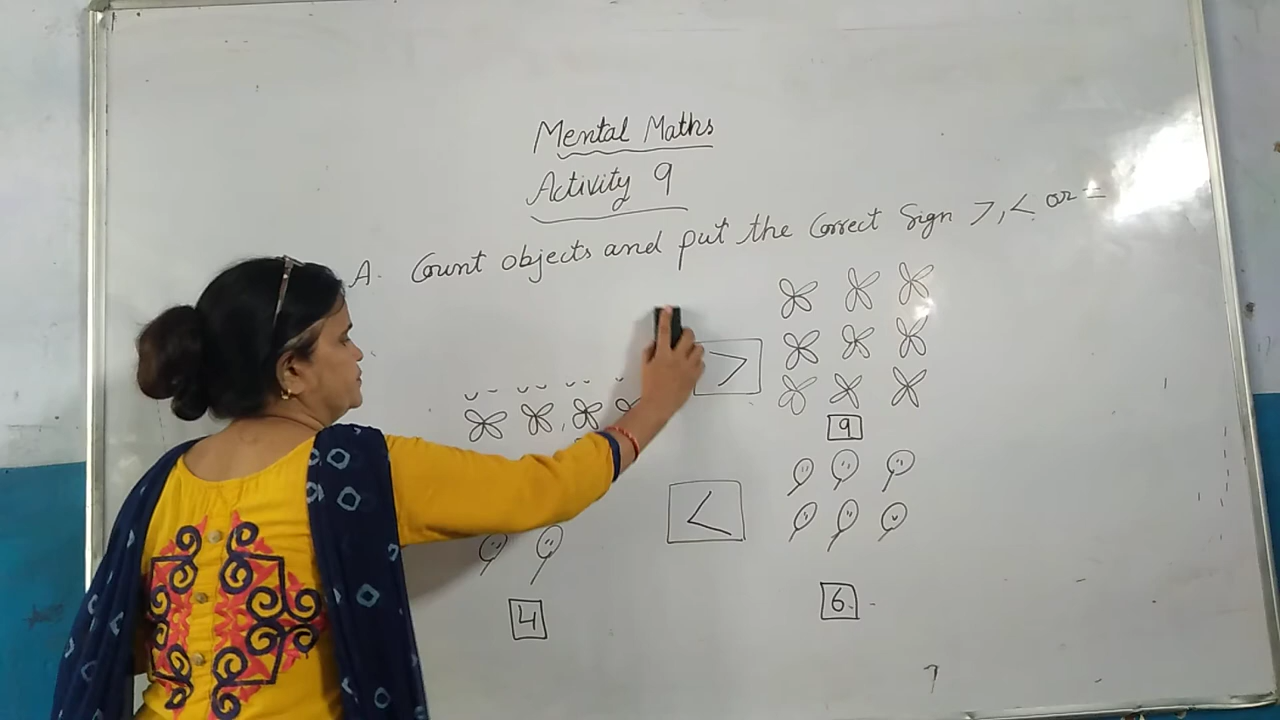 Mental Maths
Activity 9
A. Count objects and put the Correct Sign >, < or =
>
9
<
4
6